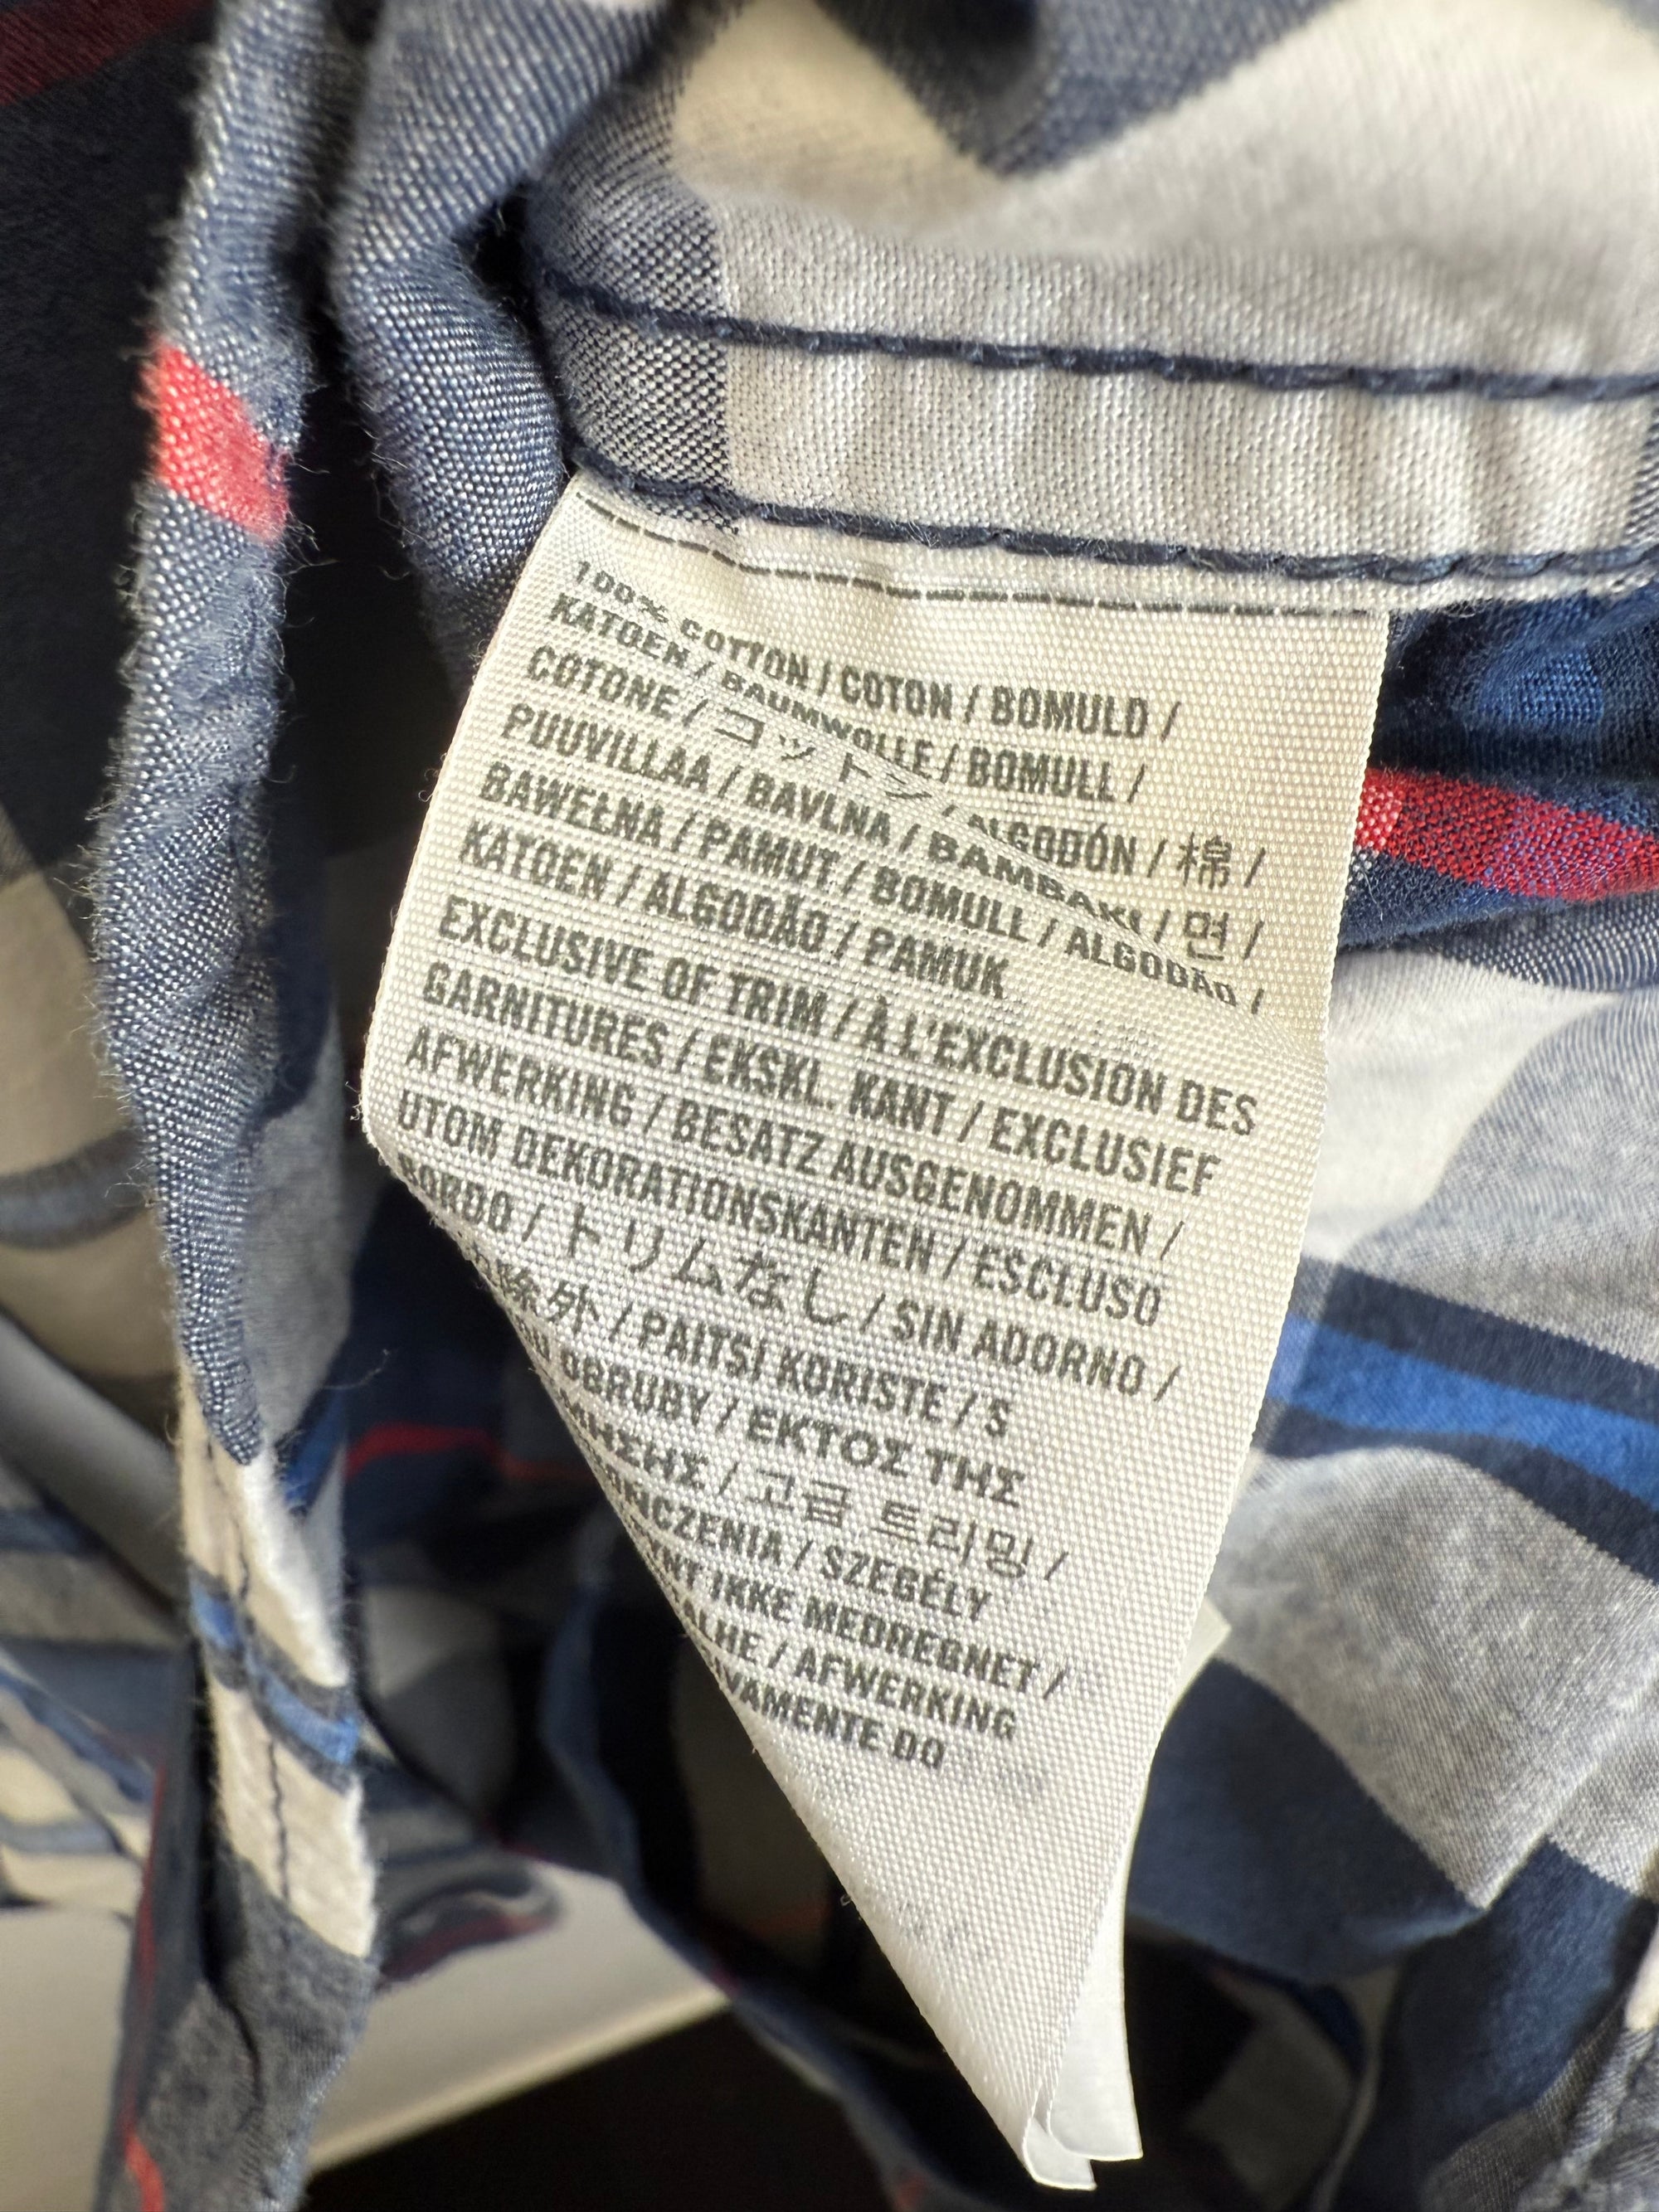 100% COTTON / COTON / BOMULD /
KATOEN / BAUMWOLLE / BOMULL /
COTONE / コットン / ALGODÓN / 棉 /
PUUVILLAA / BAVLNA / BAMBAKI / 면 /
BAWEŁNA / PAMUT / BOMULL / ALGODÃO /
KATOEN / ALGODÃO / PAMUK
EXCLUSIVE OF TRIM / À L'EXCLUSION DES
GARNITURES / EKSKL. KANT / EXCLUSIEF
AFWERKING / BESATZ AUSGENOMMEN /
UTOM DEKORATIONSKANTEN / ESCLUSO
BORDO / トリムなし / SIN ADORNO /
除外 / PAITSI KORISTE / S
OBRUBY / ΕΚΤΟΣ ΤΗΣ
/ 고급 트리밍 /
/ SZEGÉLY
IKKE MEDREGNET /
/ AFWERKING
DO